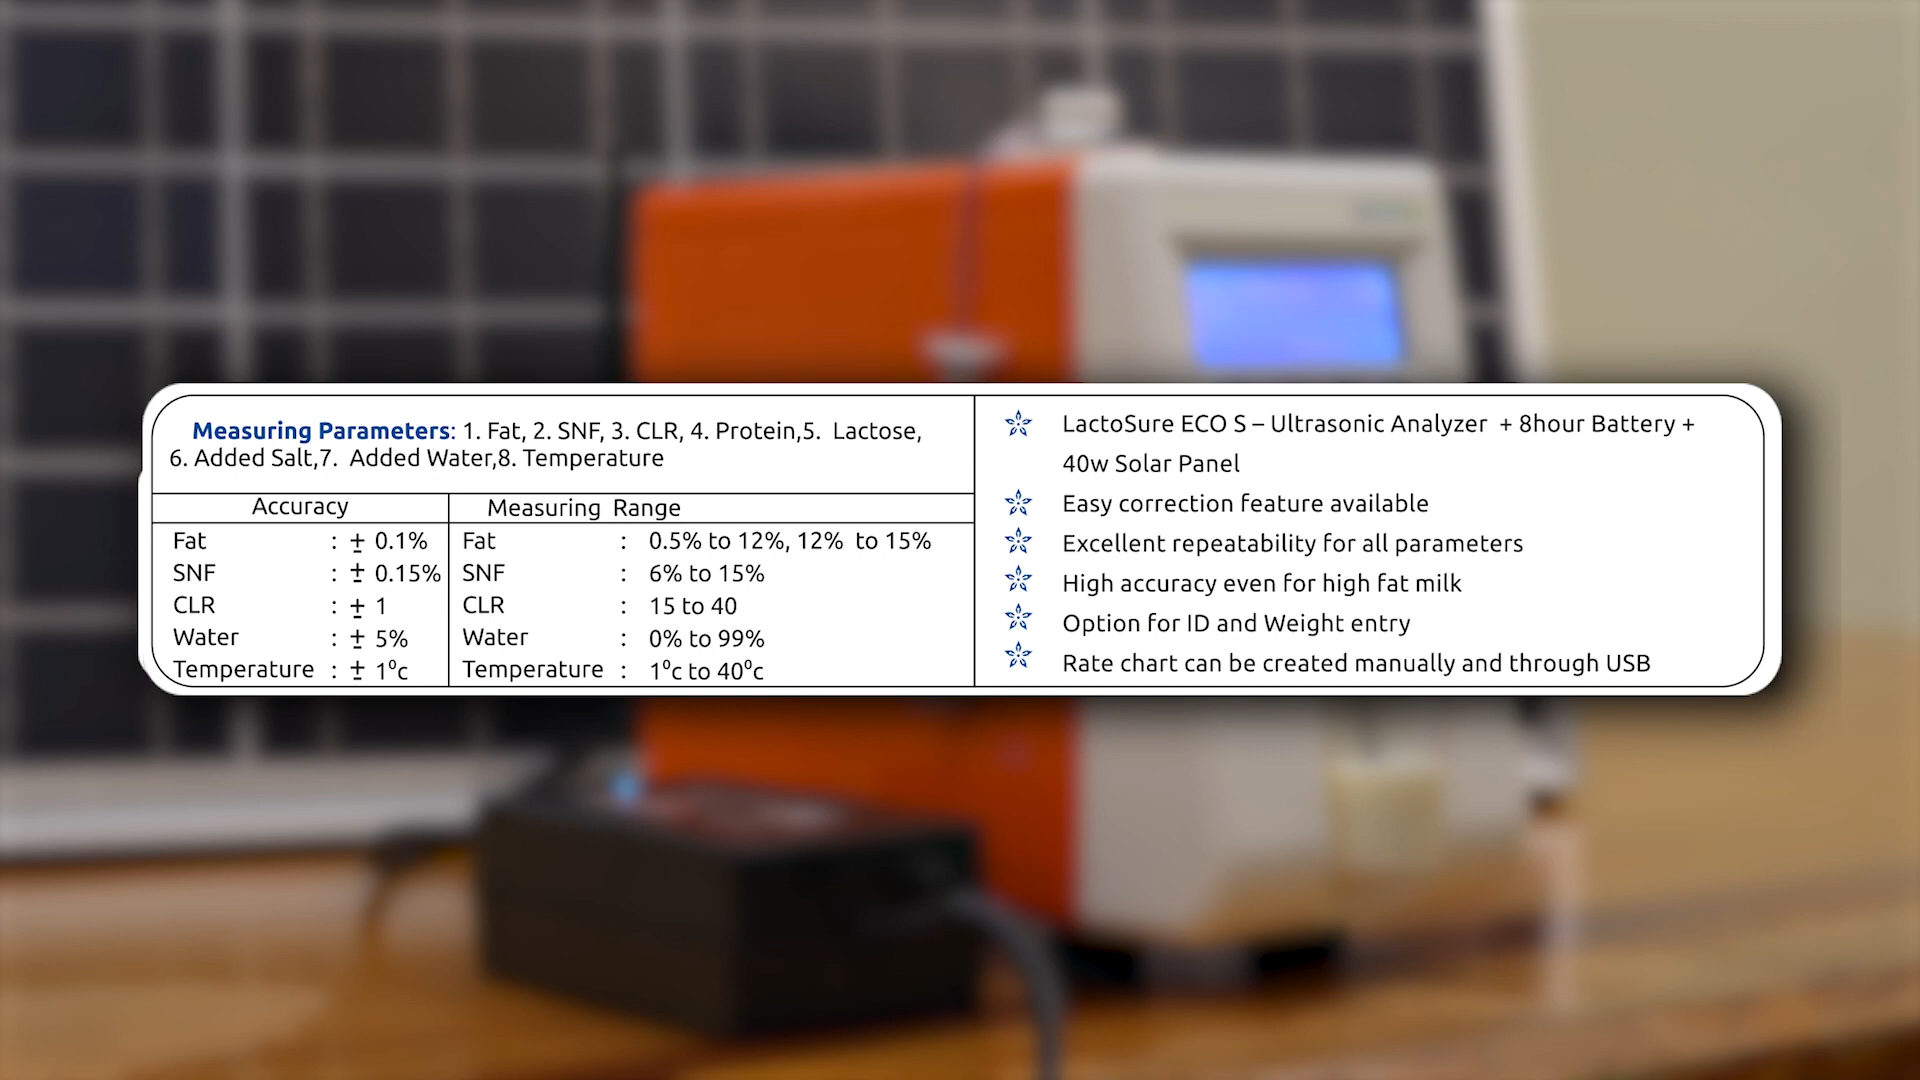 Measuring Parameters: 1. Fat, 2. SNF, 3. CLR, 4. Protein,5.  Lactose,
6. Added Salt,7.  Added Water,8. Temperature
Accuracy
Fat : ± 0.1%
SNF : ± 0.15%
CLR : ± 1
Water : ± 5%
Temperature : ± 1⁰c
Measuring  Range
Fat : 0.5% to 12%, 12%  to 15%
SNF : 6% to 15%
CLR : 15 to 40
Water : 0% to 99%
Temperature : 1⁰c to 40⁰c
LactoSure ECO S – Ultrasonic Analyzer  + 8hour Battery +
40w Solar Panel
Easy correction feature available
Excellent repeatability for all parameters
High accuracy even for high fat milk
Option for ID and Weight entry
Rate chart can be created manually and through USB